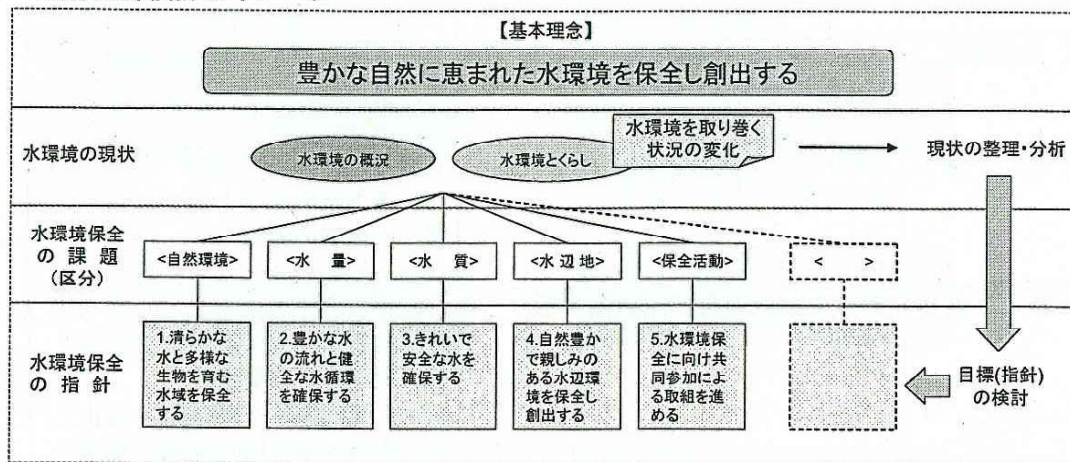 【基本理念】
豊かな自然に恵まれた水環境を保全し創出する
水環境の現状
水環境の概況
水環境とくらし
水環境を取り巻く
状況の変化
現状の整理・分析
水環境保全
の 課 題
(区分)
<自然環境>
<水 量>
<水 質>
<水 辺 地>
<保全活動>
< >
水環境保全
の 指 針
1.清らかな
水と多様な
生物を育む
水域を保全
する
2.豊かな水
の流れと健
全な水循環
を確保する
3.きれいで
安全な水を
確保する
4.自然豊か
で親しみの
ある水辺環
境を保全し
創出する
5.水環境保
全に向け共
同参加によ
る取組を進
める
目標(指針)
の検討